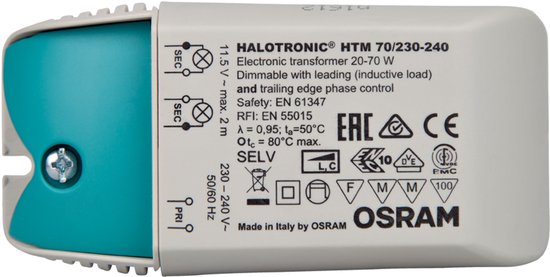 HALOTRONIC® HTM 70/230-240
Electronic transformer 20-70 W
Dimmable with leading (inductive load)
and trailing edge phase control
Safety: EN 61347
RFI: EN 55015
λ = 0,95; ta=50°C
tc = 80°C max.
SELV
EAC
CE
L, C
10
DVE
EMC
F
M
M
100
Made in Italy by OSRAM
OSRAM
SEC
SEC
11.5 V ~ max. 2 m
PRI
230 – 240 V~
50/60 Hz